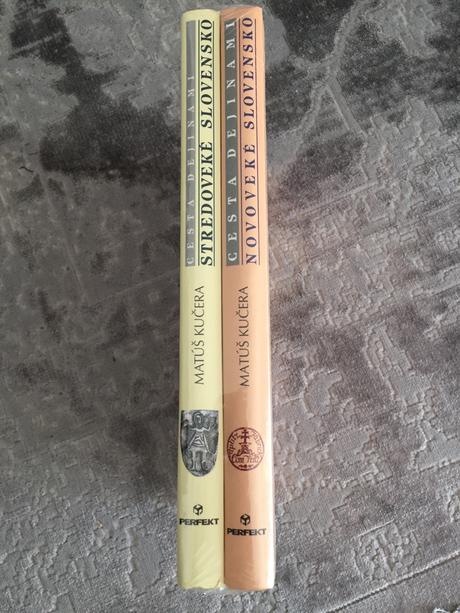 CESTA DEJINAMI
STREDOVEKÉ SLOVENSKO
MATÚŠ KUČERA
PERFEKT
CESTA DEJINAMI
NOVOVEKÉ SLOVENSKO
MATÚŠ KUČERA
PERFEKT